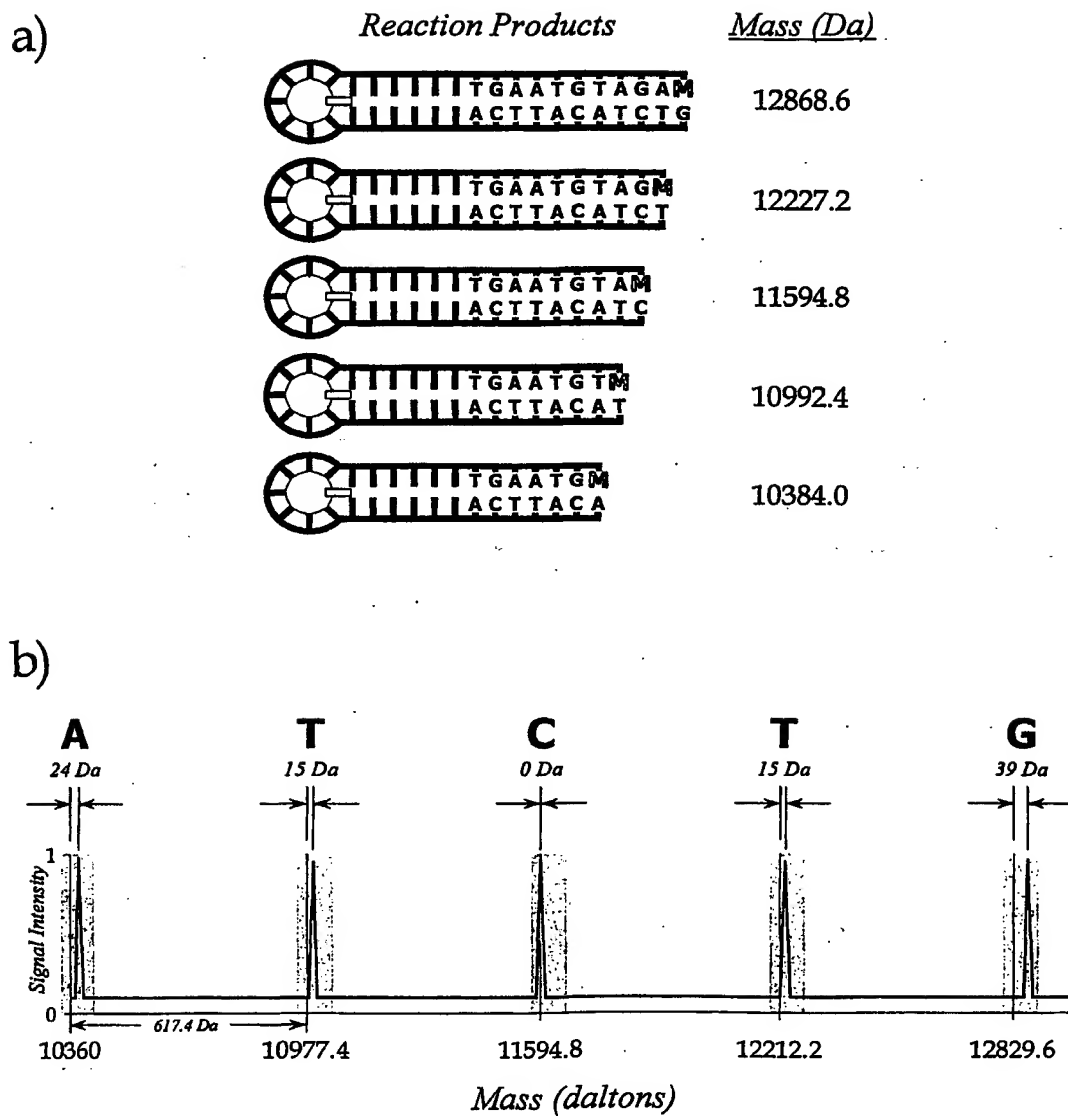 a)
Reaction Products Mass (Da)
TGAATGTAGAM
ACTTACATCTG
12868.6
TGAATGTAGM
ACTTACATCT
12227.2
TGAATGTAM
ACTTACATC
11594.8
TGAATGTM
ACTTACAT
10992.4
TGAATGM
ACTTACA
10384.0
b)
A T C T G
24 Da 15 Da 0 Da 15 Da 39 Da
1
Signal Intensity
0
617.4 Da
10360 10977.4 11594.8 12212.2 12829.6
Mass (daltons)